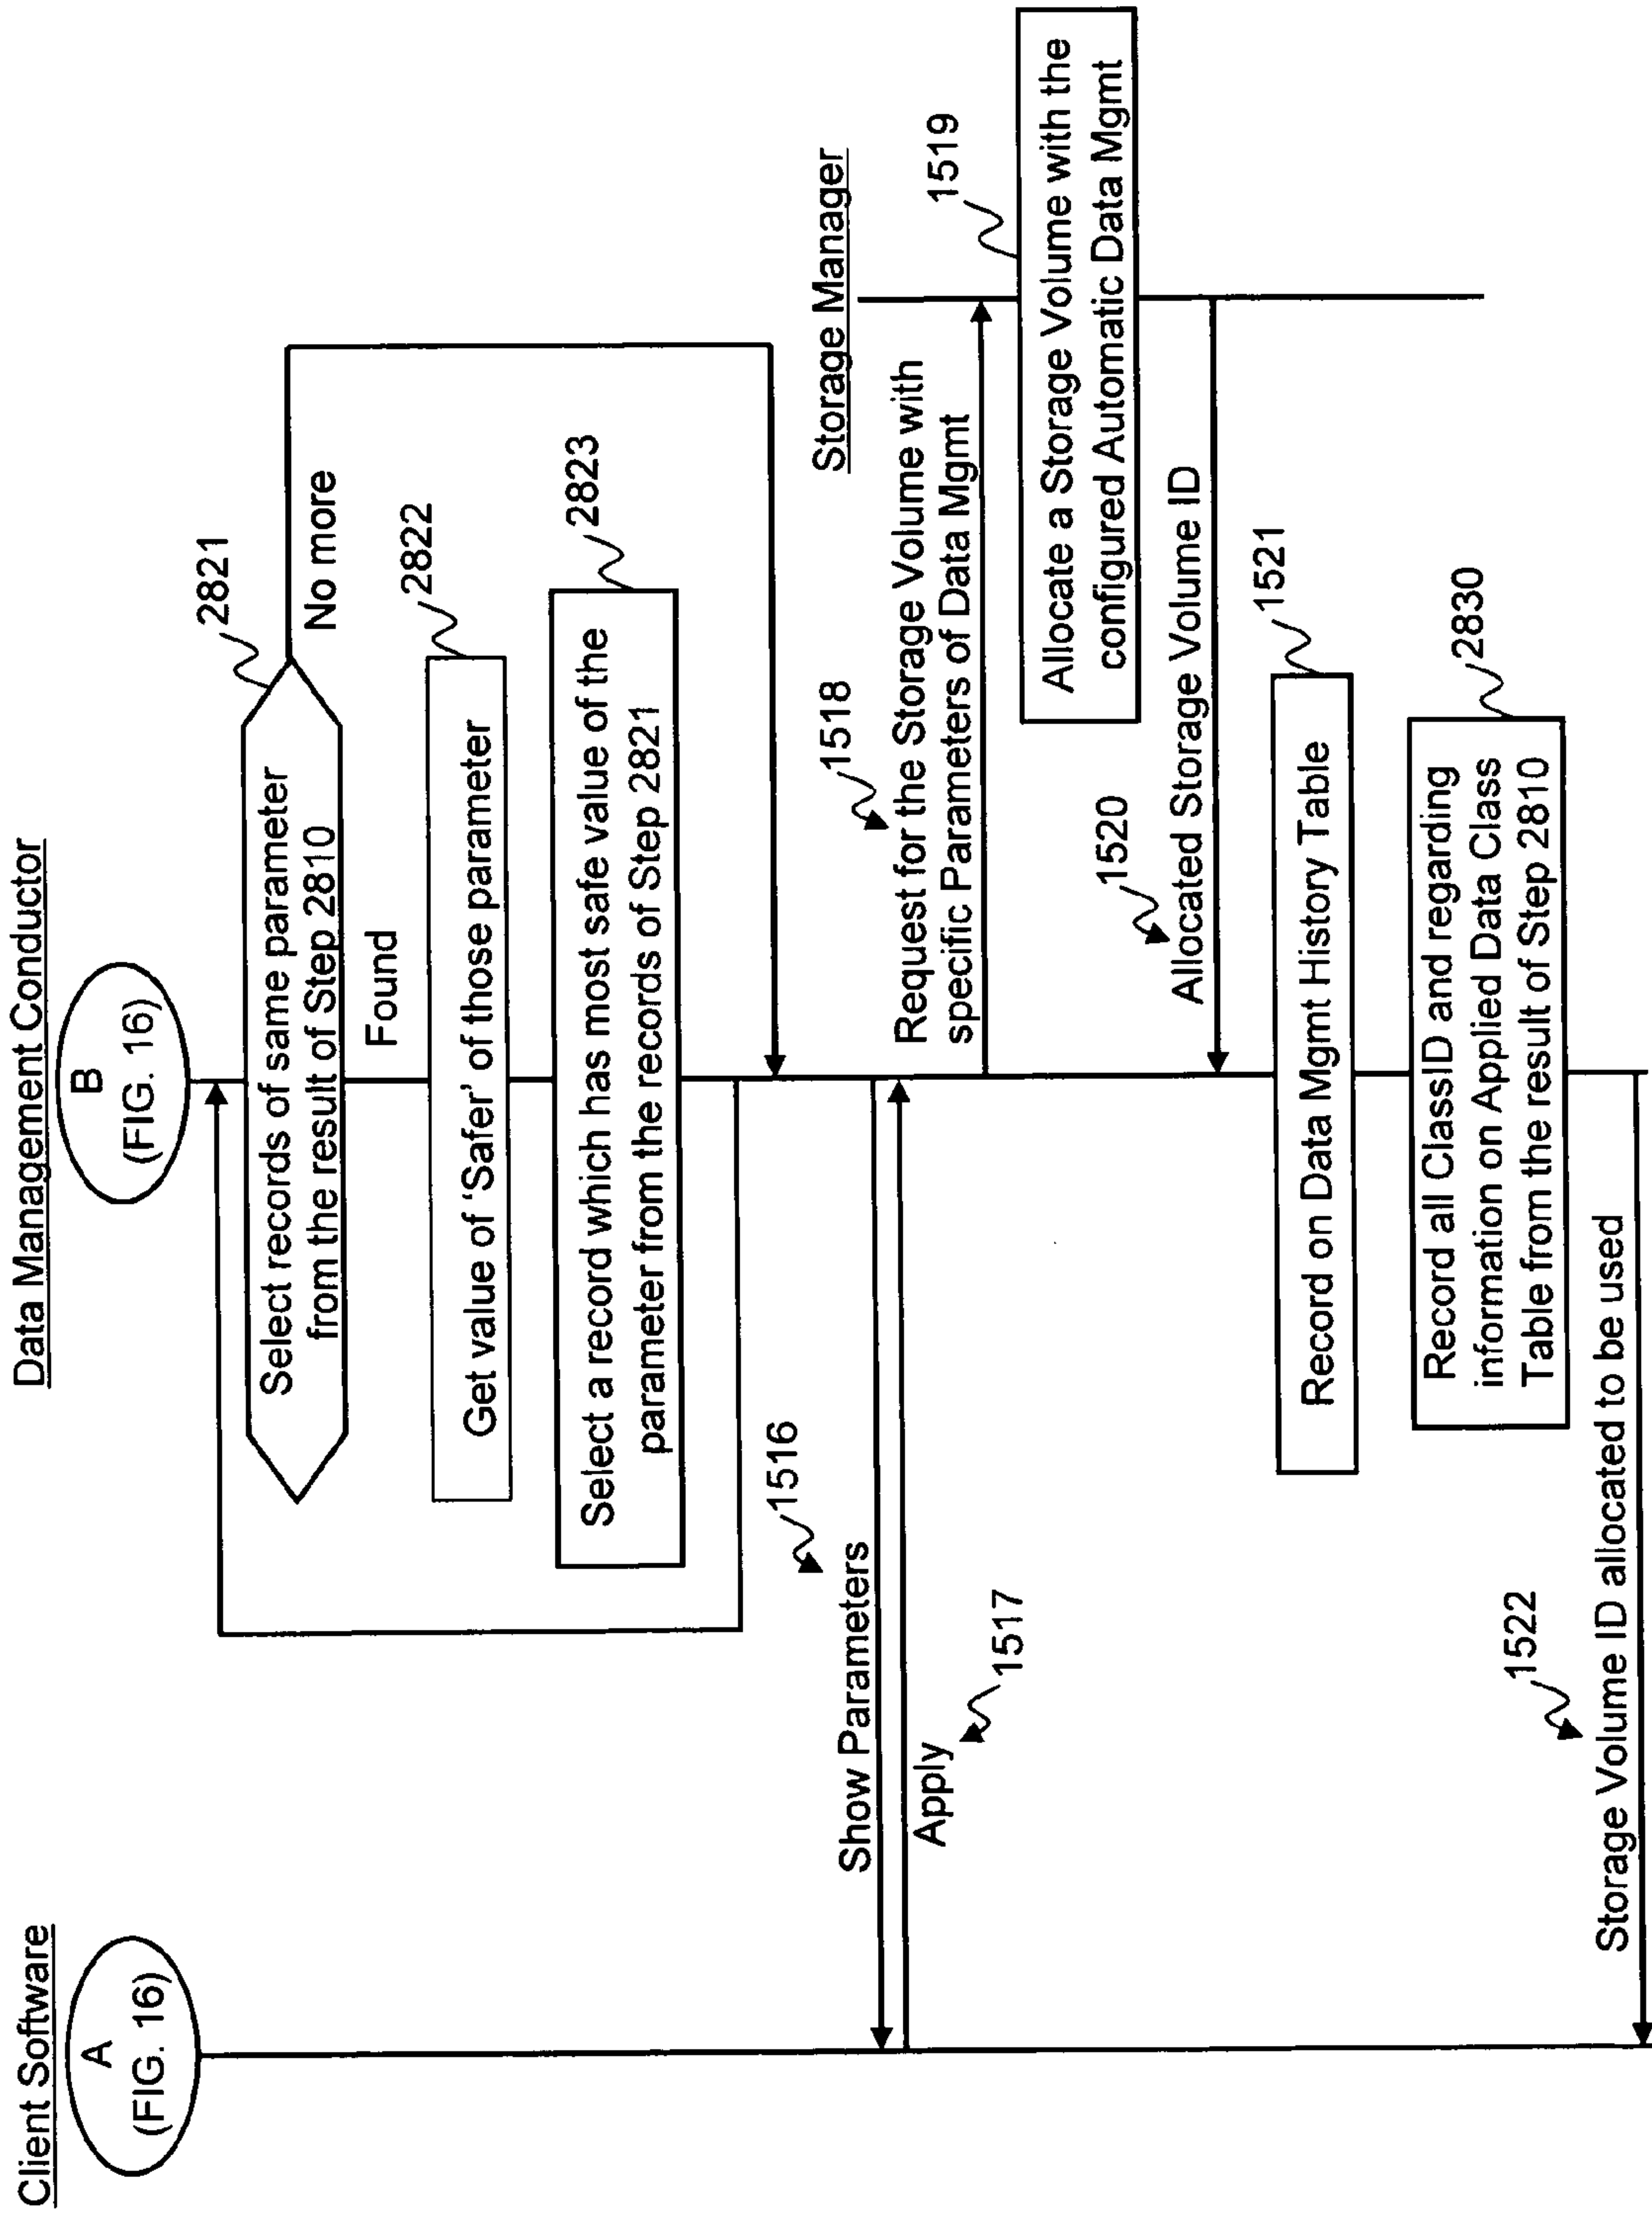 Client Software
A
(FIG. 16)
Data Management Conductor
B
(FIG. 16)
Select records of same parameter
from the result of Step 2810
2821
No more
Found
Get value of ‘Safer’ of those parameter
2822
Select a record which has most safe value of the
parameter from the records of Step 2821
2823
Show Parameters
1516
Apply
1517
Storage Manager
Request for the Storage Volume with
specific Parameters of Data Mgmt
1518
Allocate a Storage Volume with the
configured Automatic Data Mgmt
1519
Allocated Storage Volume ID
1520
Record on Data Mgmt History Table
1521
Record all ClassID and regarding
information on Applied Data Class
Table from the result of Step 2810
2830
Storage Volume ID allocated to be used
1522